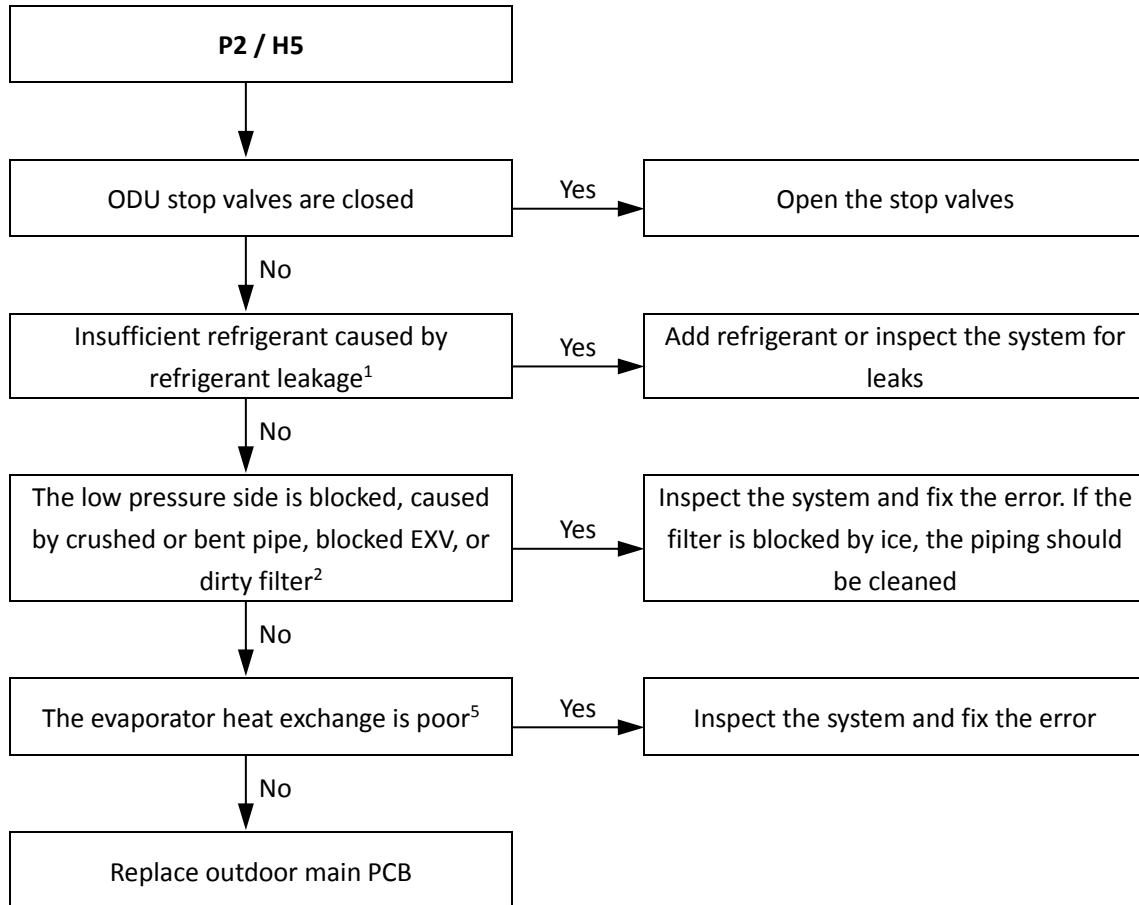 P2 / H5
ODU stop valves are closed
Yes
Open the stop valves
No
Insufficient refrigerant caused by
refrigerant leakage1
Yes
Add refrigerant or inspect the system for
leaks
No
The low pressure side is blocked, caused
by crushed or bent pipe, blocked EXV, or
dirty filter2
Yes
Inspect the system and fix the error. If the
filter is blocked by ice, the piping should
be cleaned
No
The evaporator heat exchange is poor5
Yes
Inspect the system and fix the error
No
Replace outdoor main PCB